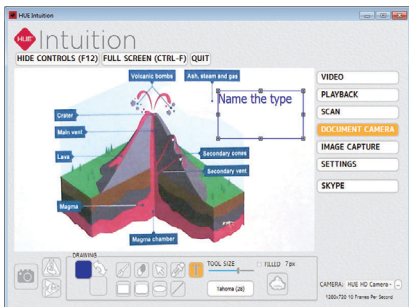 HUE Intuition
HUE Intuition
HIDE CONTROLS (F12) FULL SCREEN (CTRL-F) QUIT
Volcanic bombs
Ash, steam and gas
Name the type
Crater
Main vent
Lava
Secondary cones
Secondary vent
Magma
Magma chamber
VIDEO
PLAYBACK
SCAN
DOCUMENT CAMERA
IMAGE CAPTURE
SETTINGS
SKYPE
DRAWING
TOOL SIZE
FILLED 7px
Tahoma (28)
CAMERA: HUE HD Camera
1280x720 10 Frames Per Second